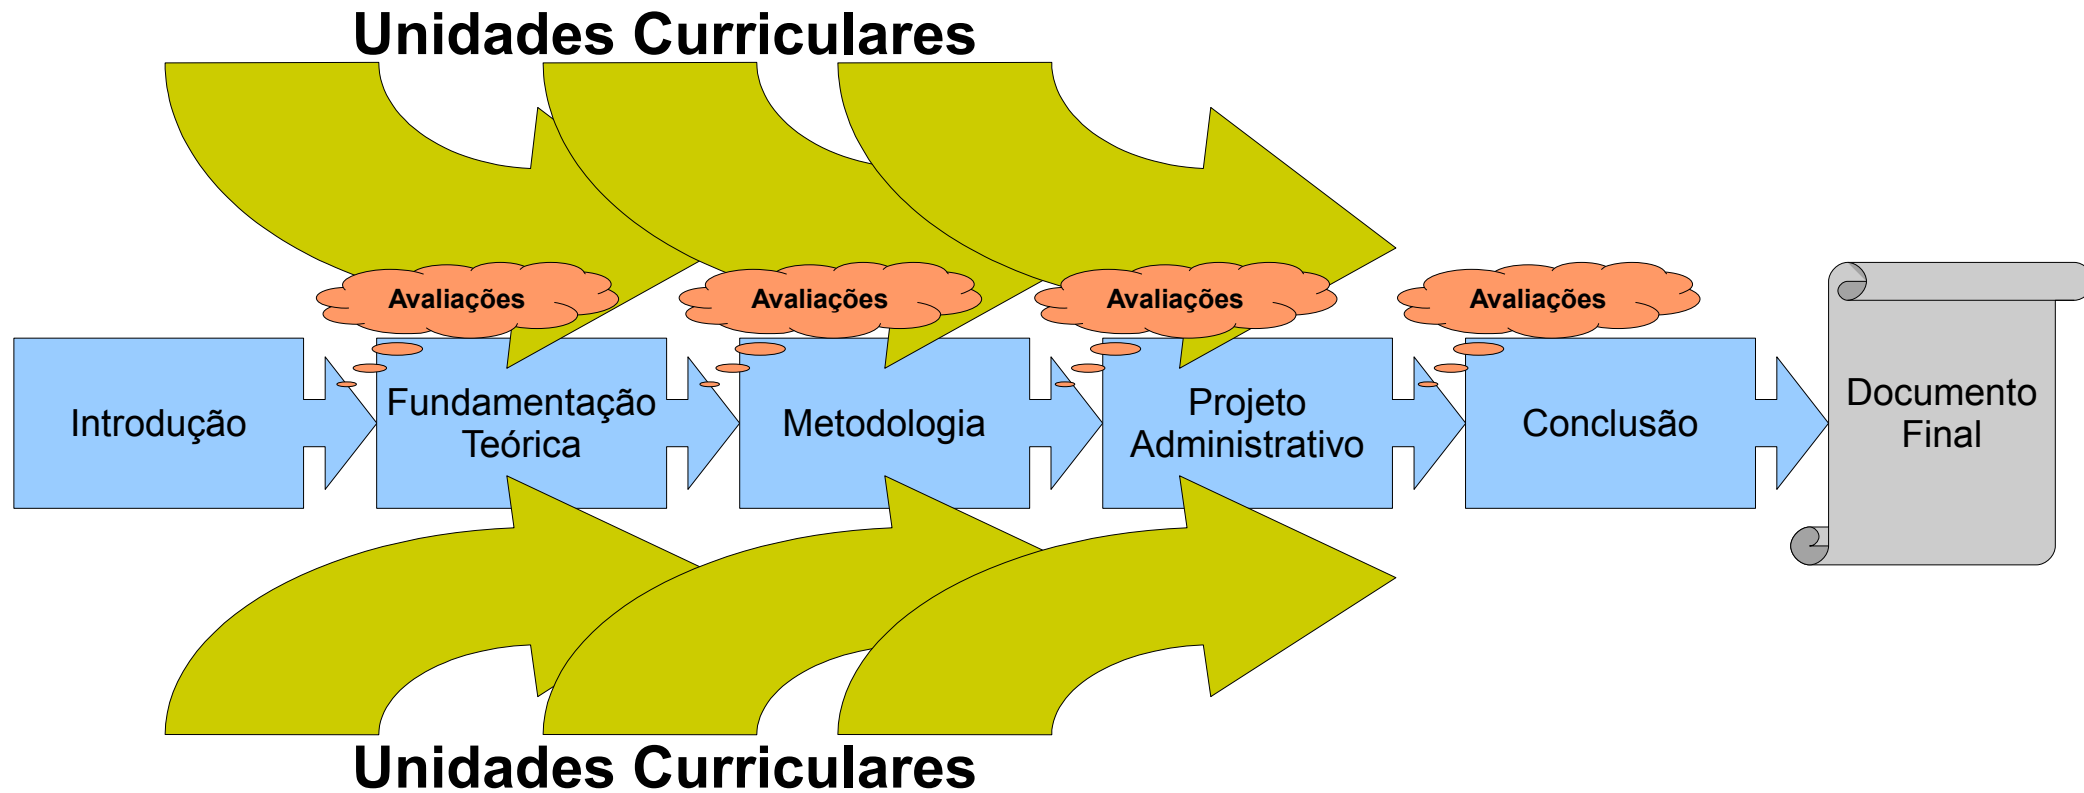 Unidades Curriculares
Avaliações
Avaliações
Avaliações
Avaliações
Introdução
Fundamentação
Teórica
Metodologia
Projeto
Administrativo
Conclusão
Documento
Final
Unidades Curriculares